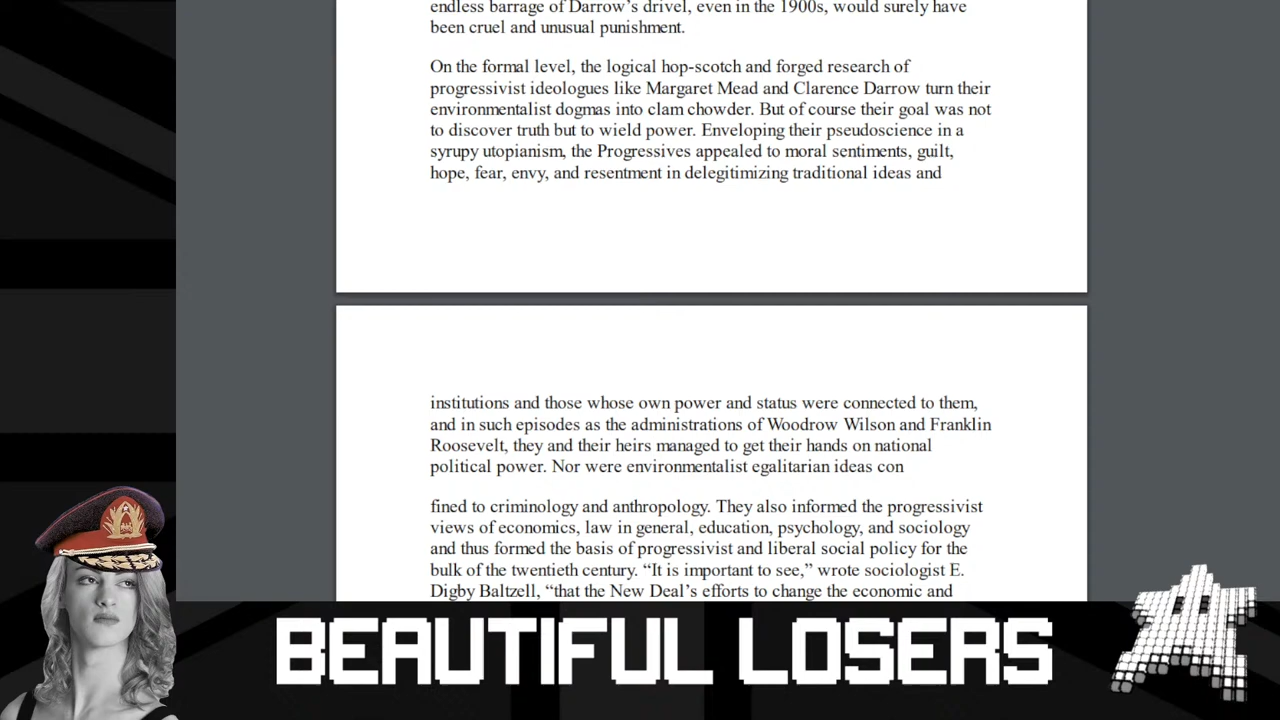 endless barrage of Darrow’s drivel, even in the 1900s, would surely have
been cruel and unusual punishment.
On the formal level, the logical hop-scotch and forged research of
progressivist ideologues like Margaret Mead and Clarence Darrow turn their
environmentalist dogmas into clam chowder. But of course their goal was not
to discover truth but to wield power. Enveloping their pseudoscience in a
syrupy utopianism, the Progressives appealed to moral sentiments, guilt,
hope, fear, envy, and resentment in delegitimizing traditional ideas and
institutions and those whose own power and status were connected to them,
and in such episodes as the administrations of Woodrow Wilson and Franklin
Roosevelt, they and their heirs managed to get their hands on national
political power. Nor were environmentalist egalitarian ideas con
fined to criminology and anthropology. They also informed the progressivist
views of economics, law in general, education, psychology, and sociology
and thus formed the basis of progressivist and liberal social policy for the
bulk of the twentieth century. “It is important to see,” wrote sociologist E.
Digby Baltzell, “that the New Deal’s efforts to change the economic and
BEAUTIFUL LOSERS